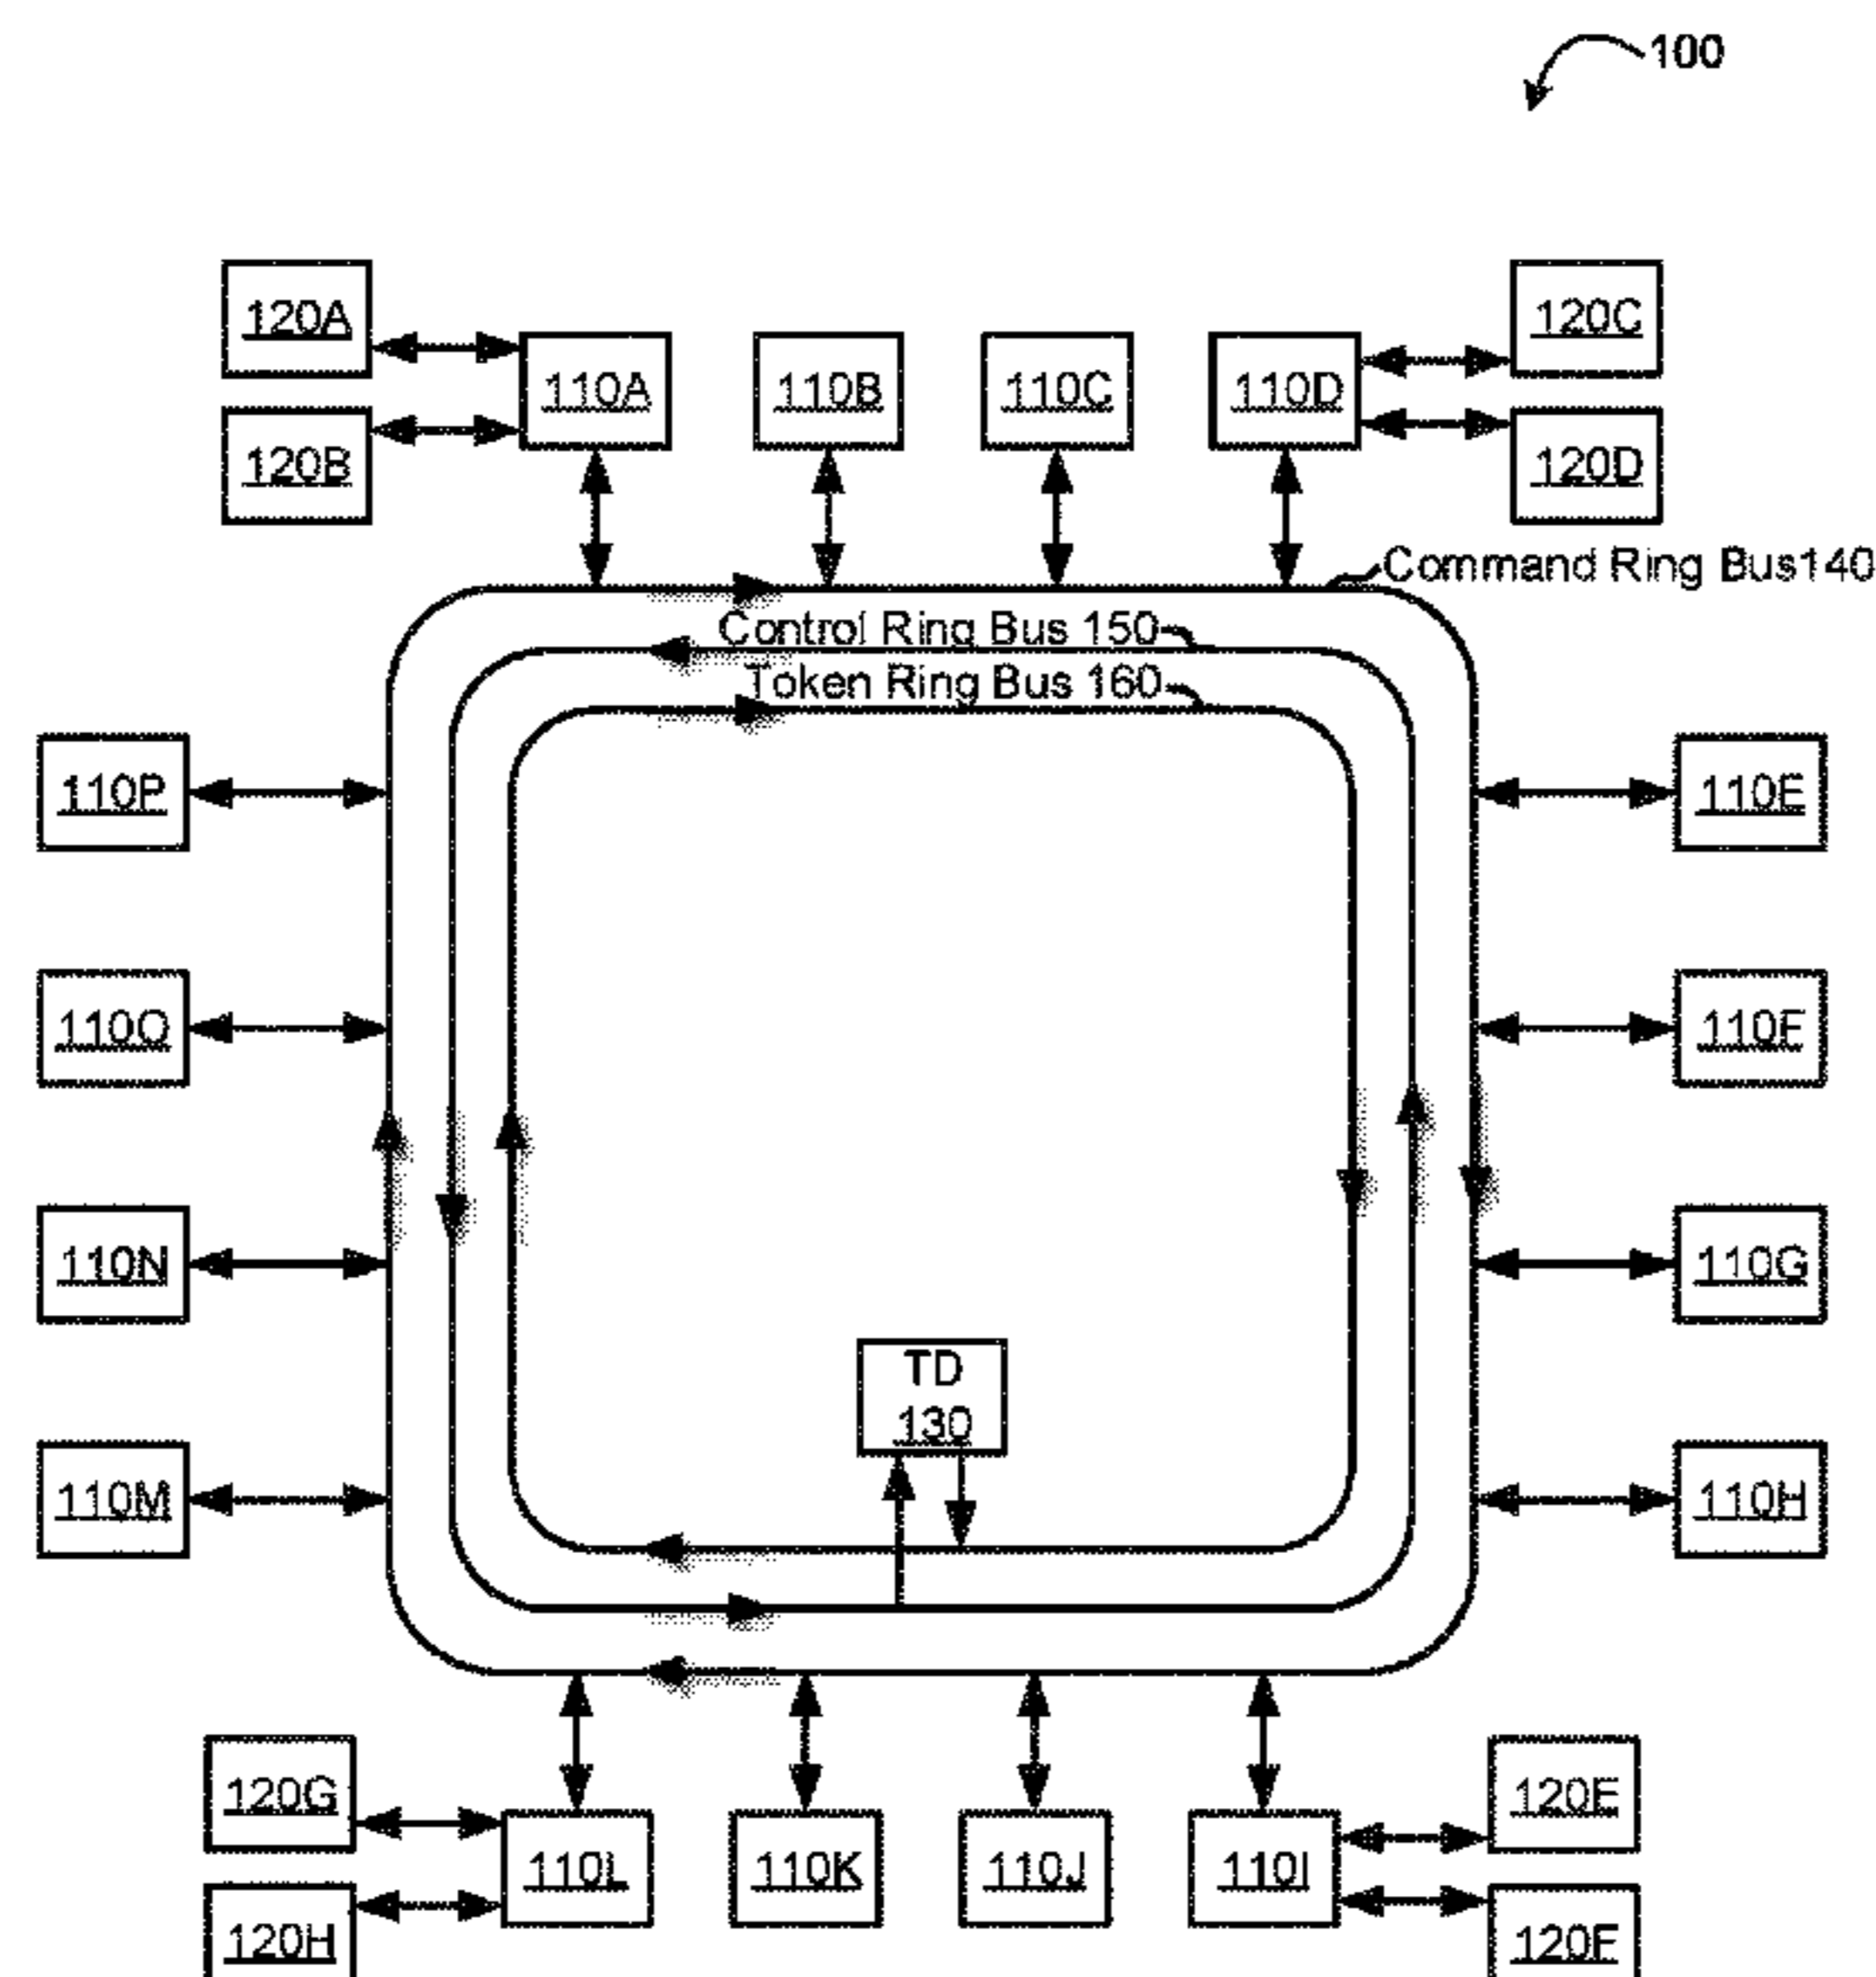 100
120A
120C
110A
110B
110C
110D
120B
120D
Command Ring Bus140
Control Ring Bus 150
Token Ring Bus 160
110P
110E
110O
110F
110N
110G
TD
130
110M
110H
120G
120E
110L
110K
110J
110I
120H
120F